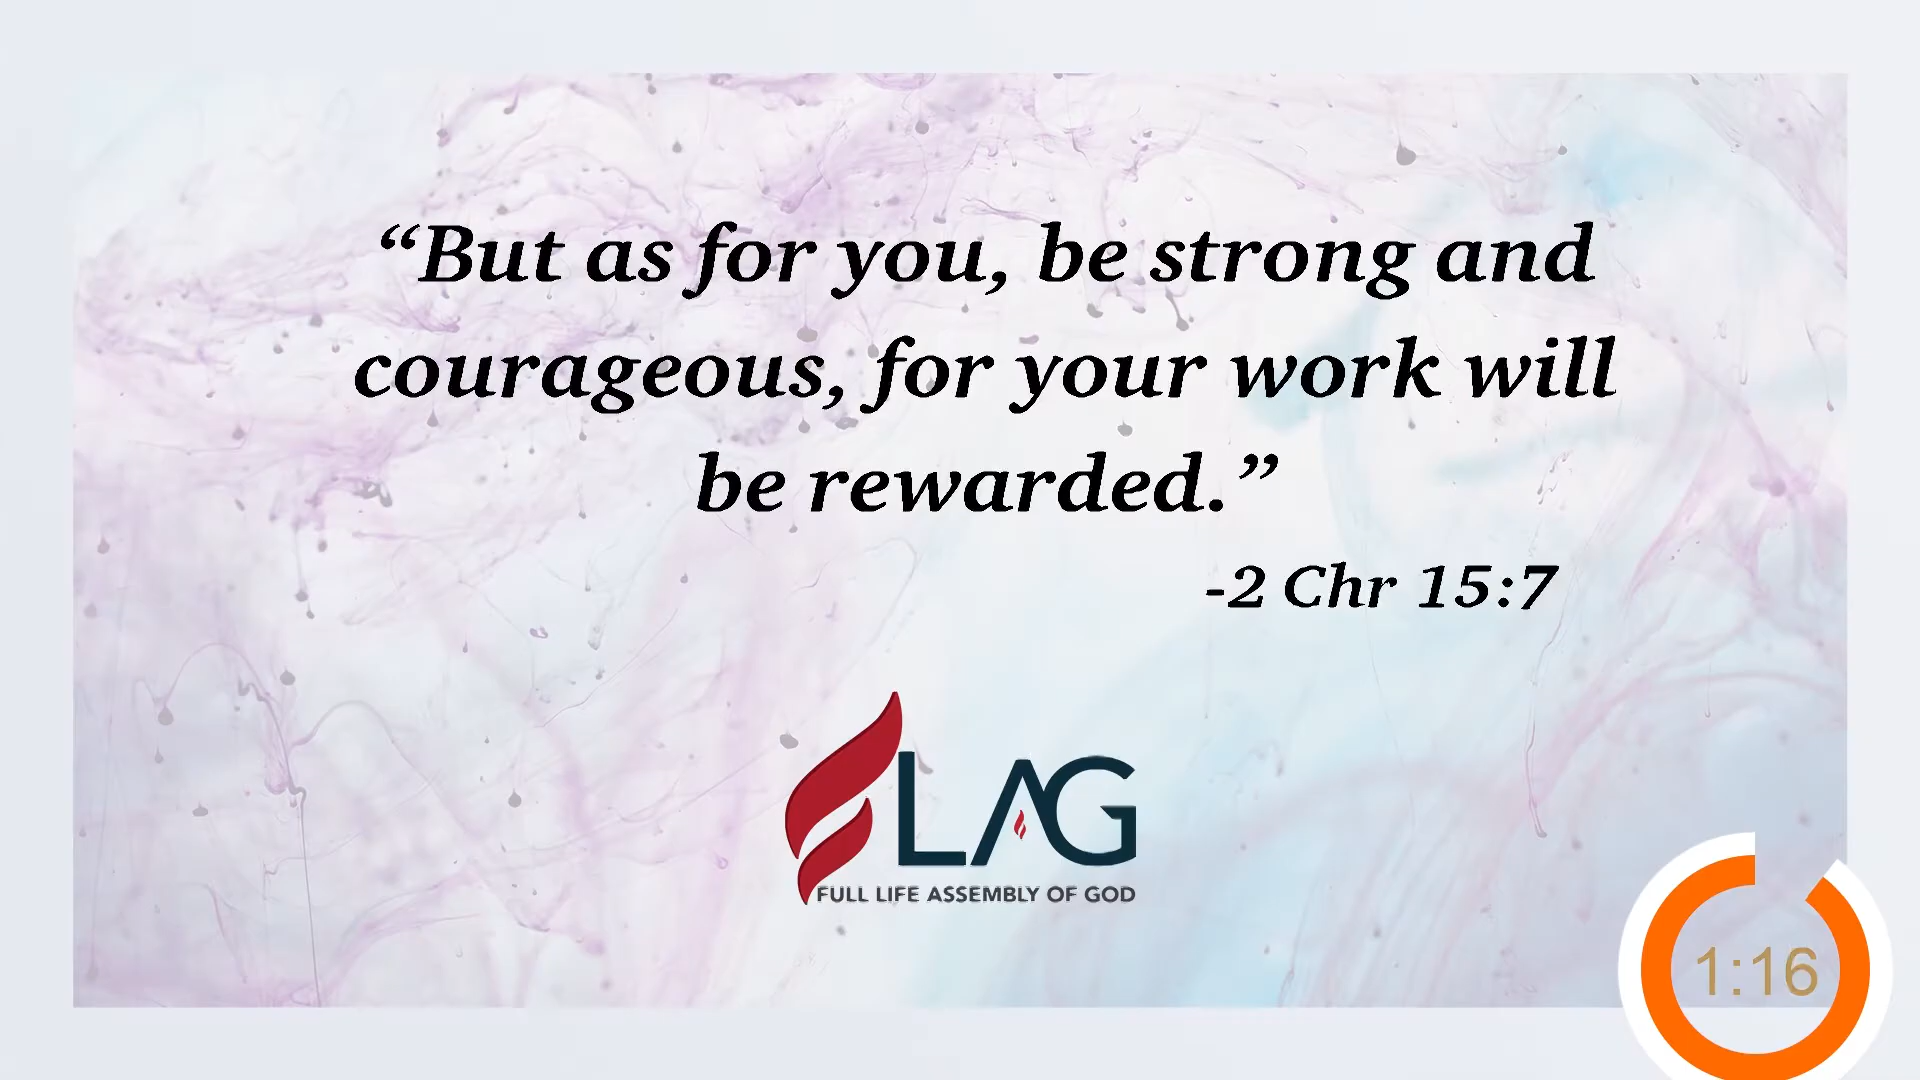 “But as for you, be strong and
courageous, for your work will
be rewarded.”
-2 Chr 15:7
FLAG
FULL LIFE ASSEMBLY OF GOD
1:16